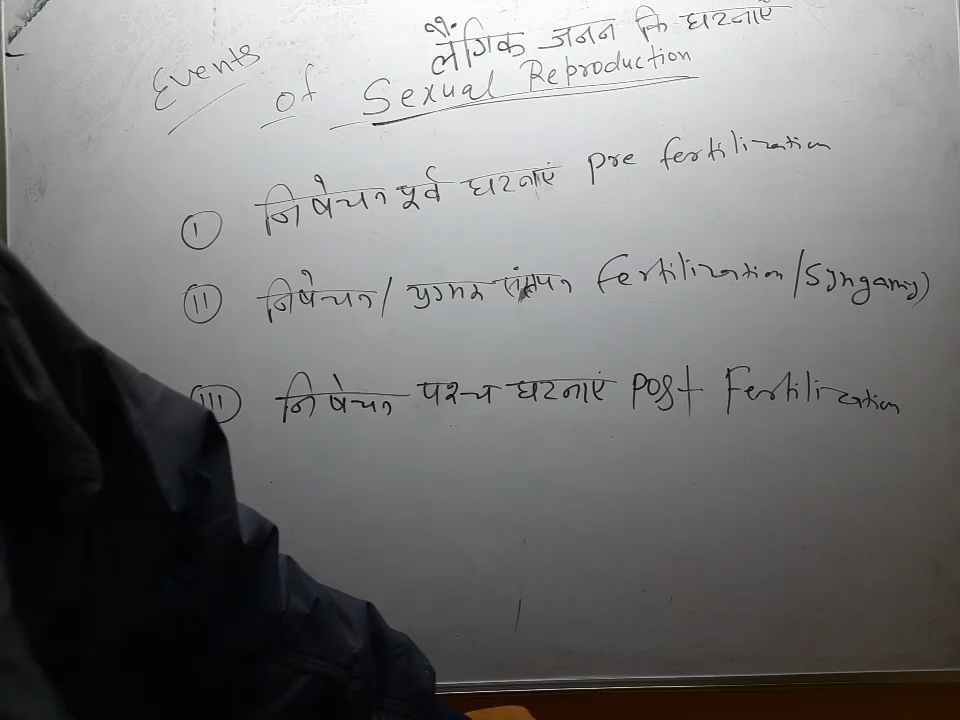 लैंगिक जनन कि घटनाएँ
Events of Sexual Reproduction
I निषेचन पूर्व घटनाएं Pre fertilization
II निषेचन/ युग्मक Fertilization/Syngamy)
III निषेचन पश्च घटनाएं Post Fertilization